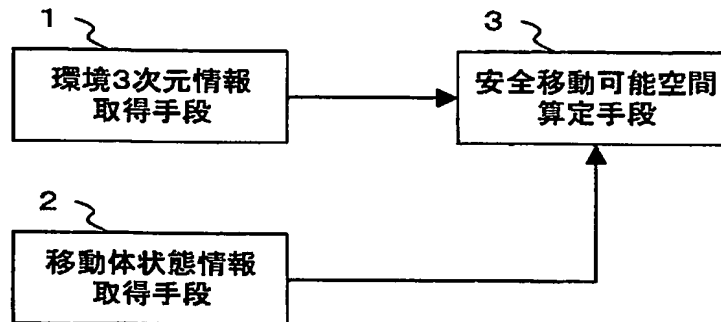 1
環境3次元情報
取得手段
3
安全移動可能空間
算定手段
2
移動体状態情報
取得手段